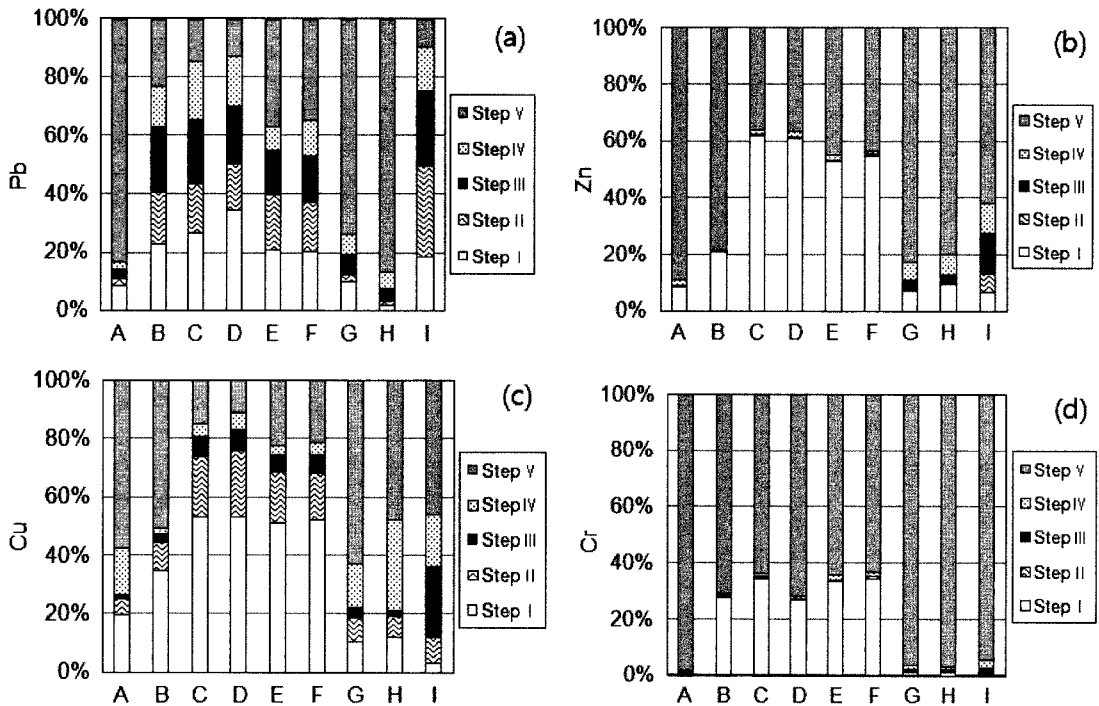 100%
80%
60%
40%
20%
0%
Pb
A B C D E F G H I
(a)
Step V
Step IV
Step III
Step II
Step I
100%
80%
60%
40%
20%
0%
Zn
A B C D E F G H I
(b)
Step V
Step IV
Step III
Step II
Step I
100%
80%
60%
40%
20%
0%
Cu
A B C D E F G H I
(c)
Step V
Step IV
Step III
Step II
Step I
100%
80%
60%
40%
20%
0%
Cr
A B C D E F G H I
(d)
Step V
Step IV
Step III
Step II
Step I